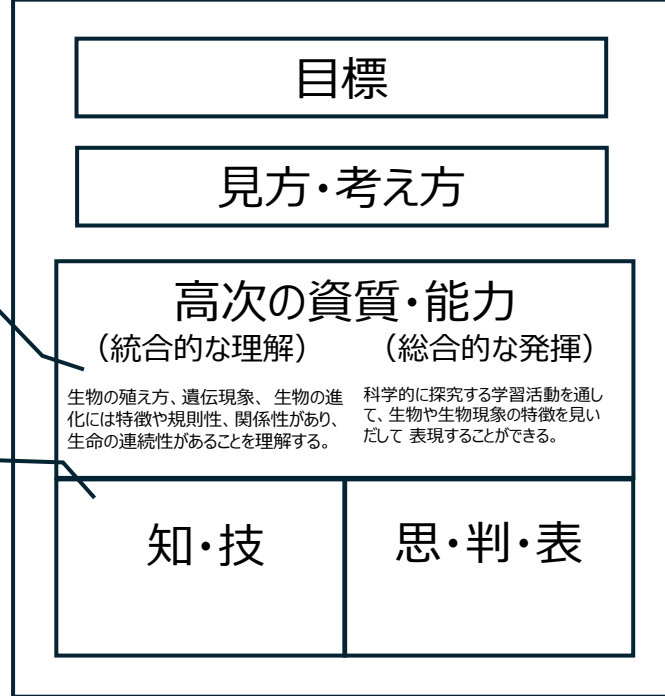 目標
見方・考え方
高次の資質・能力
（統合的な理解）
生物の殖え方、遺伝現象、 生物の進
化には特徴や規則性、関係性があり、
生命の連続性があることを理解する。
（総合的な発揮）
科学的に探究する学習活動を通し
て、生物や生物現象の特徴を見い
だして 表現することができる。
知・技
思・判・表